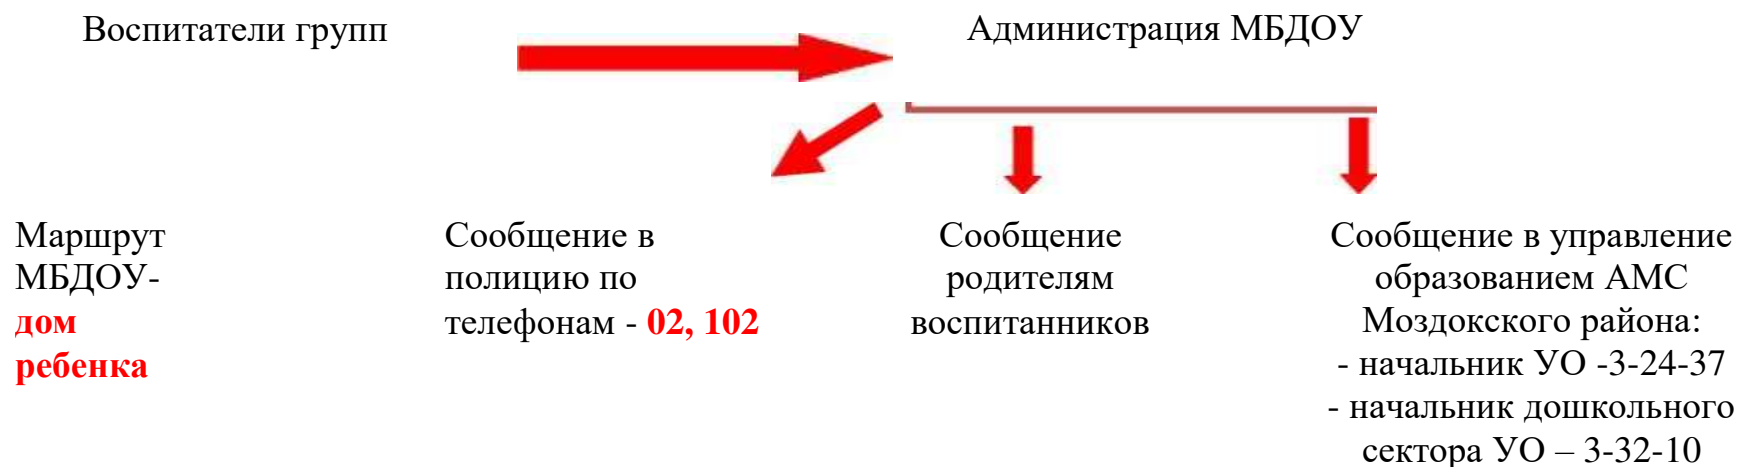 Воспитатели групп
Администрация МБДОУ
Маршрут
МБДОУ-
дом
ребенка
Сообщение в
полицию по
телефонам - 02, 102
Сообщение
родителям
воспитанников
Сообщение в управление
образованием АМС
Моздокского района:
- начальник УО -3-24-37
- начальник дошкольного
сектора УО – 3-32-10